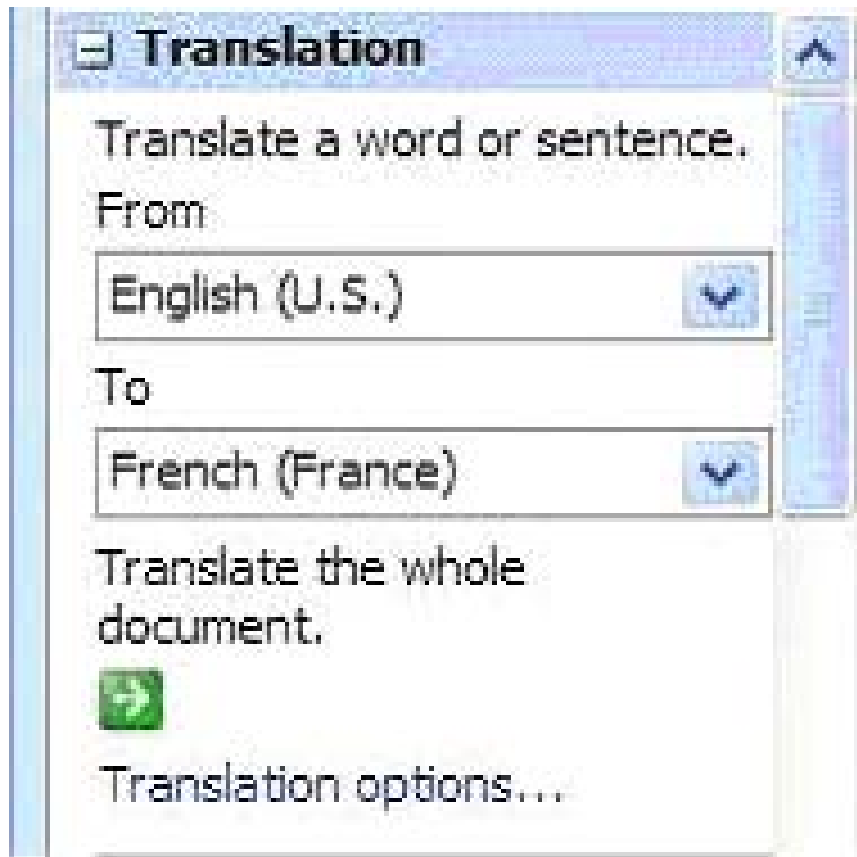 Translation
Translate a word or sentence.
From
English (U.S.)
To
French (France)
Translate the whole
document.
Translation options...